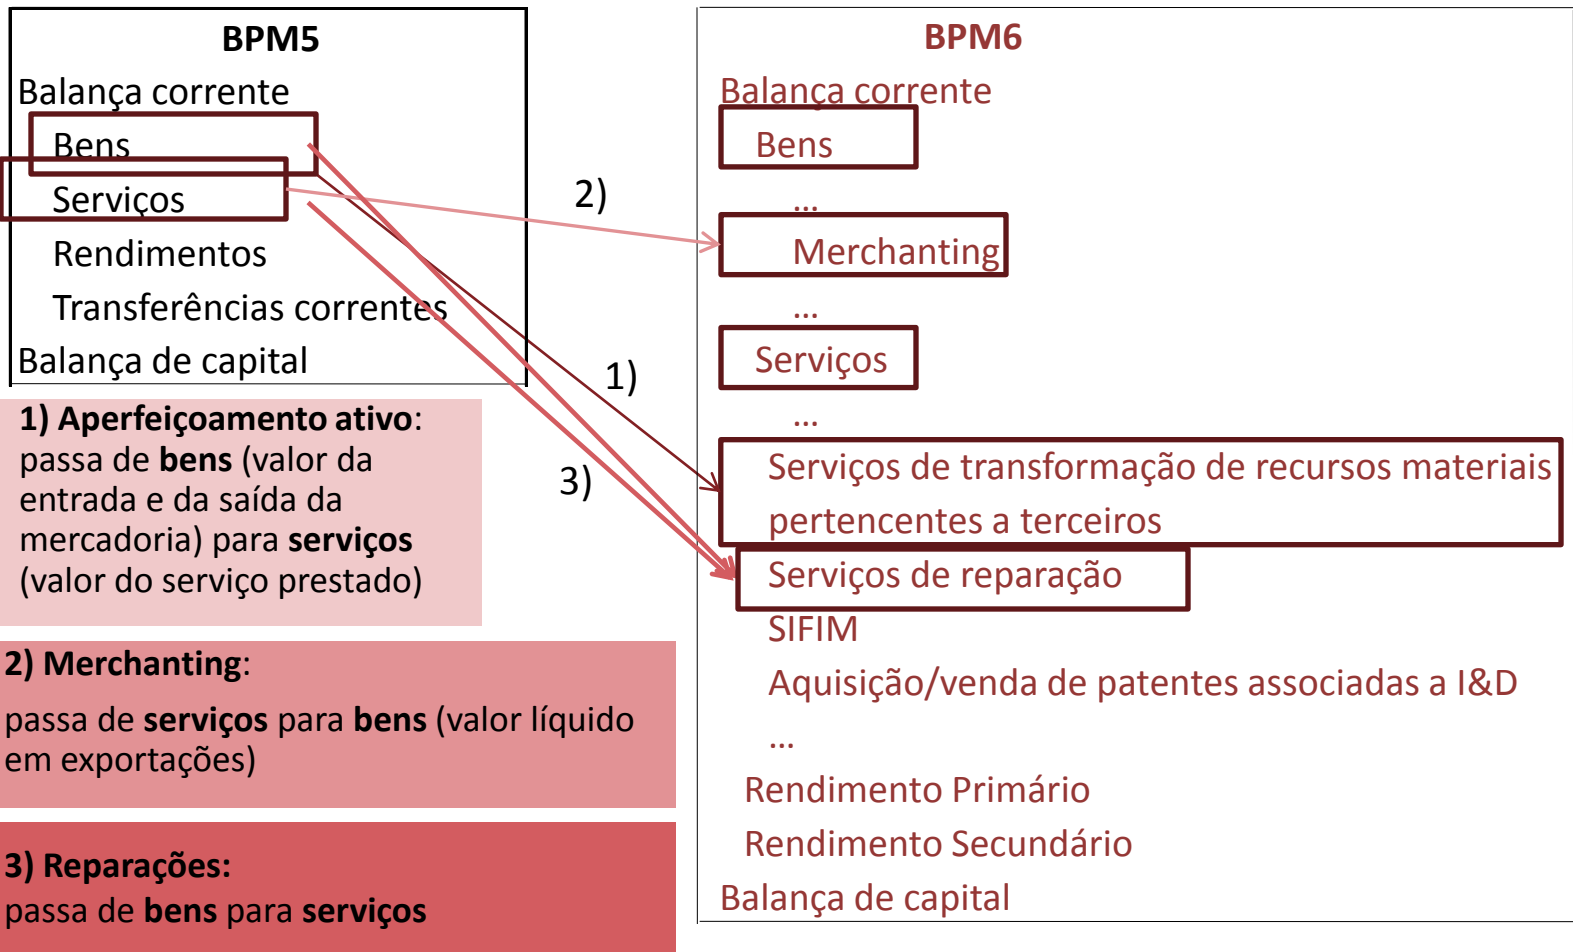 BPM5
Balança corrente
Bens
Serviços
Rendimentos
Transferências correntes
Balança de capital
1) Aperfeiçoamento ativo:
passa de bens (valor da
entrada e da saída da
mercadoria) para serviços
(valor do serviço prestado)
2) Merchanting:
passa de serviços para bens (valor líquido
em exportações)
3) Reparações:
passa de bens para serviços
2)
1)
3)
BPM6
Balança corrente
Bens
...
Merchanting
...
Serviços
...
Serviços de transformação de recursos materiais
pertencentes a terceiros
Serviços de reparação
SIFIM
Aquisição/venda de patentes associadas a I&D
...
Rendimento Primário
Rendimento Secundário
Balança de capital